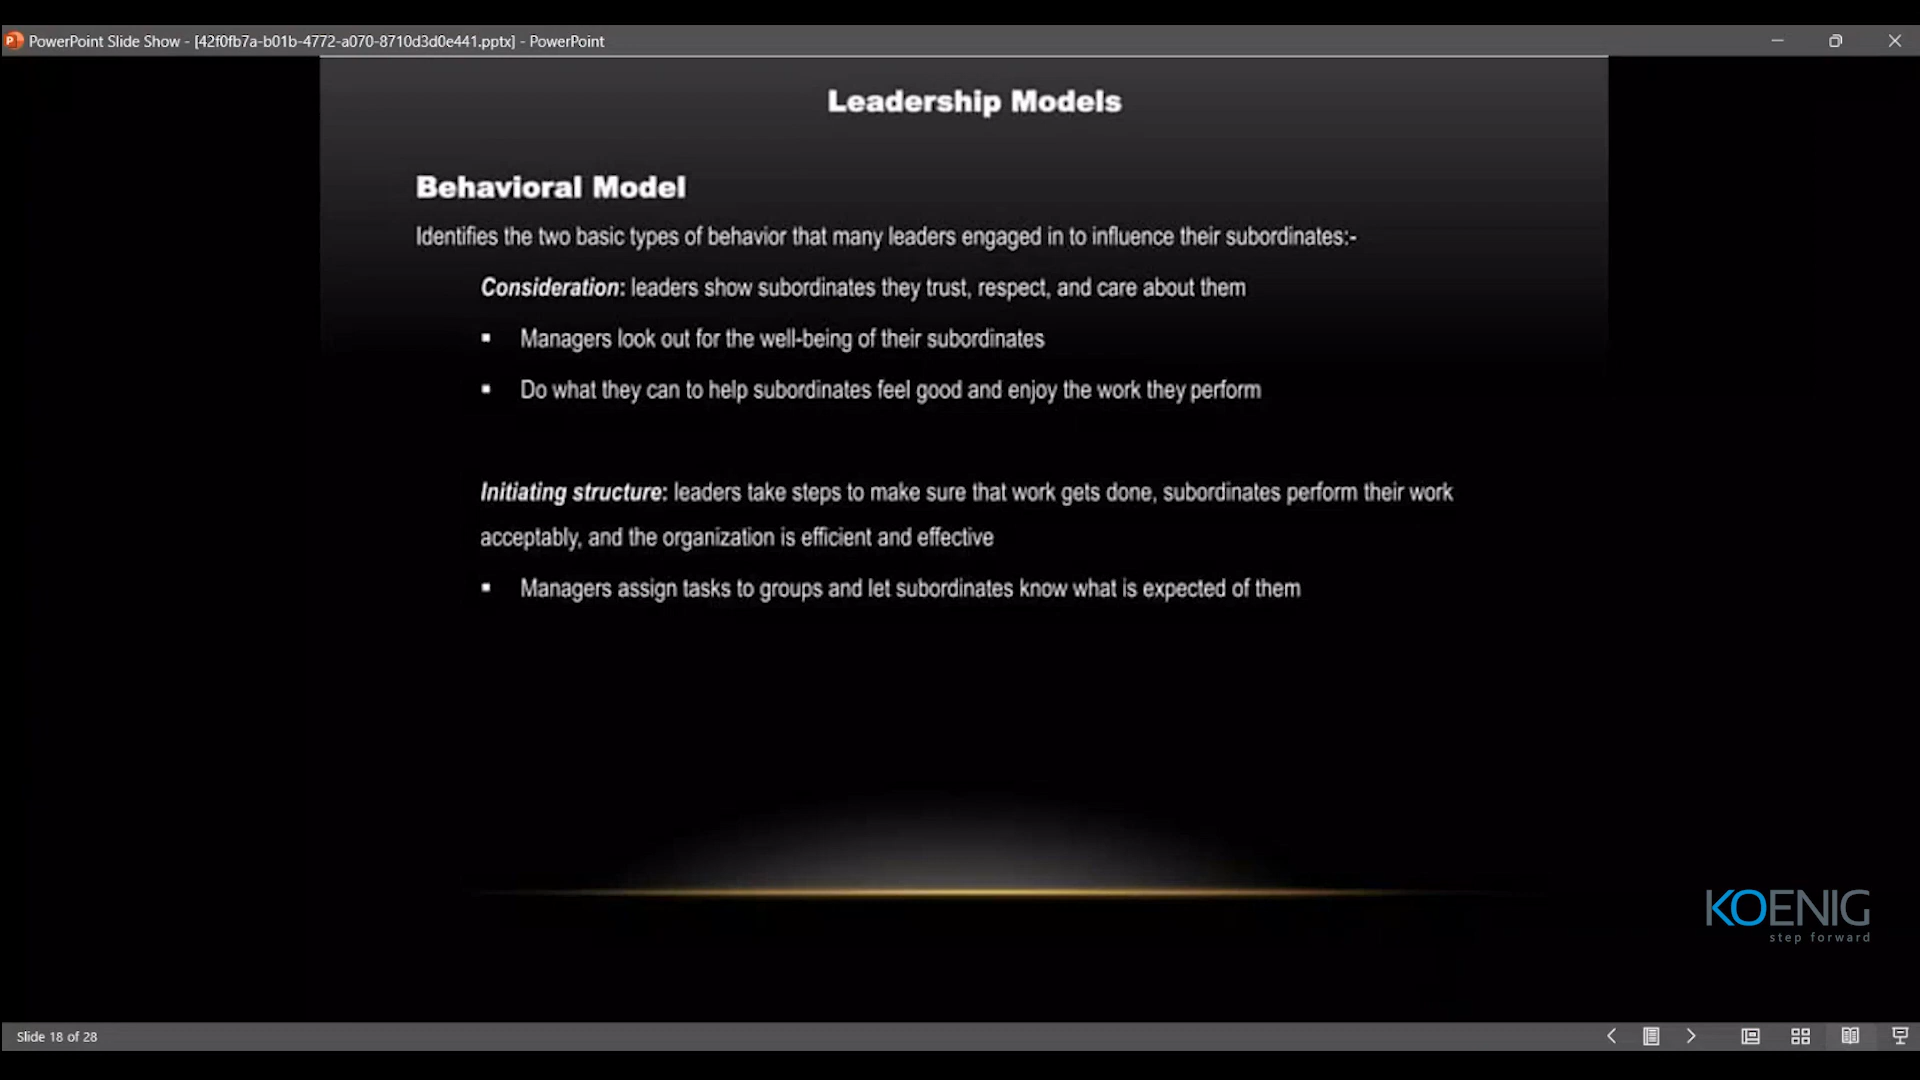 PowerPoint Slide Show - [42f0fb7a-b01b-4772-a070-8710d3d0e441.pptx] - PowerPoint
Leadership Models
Behavioral Model
Identifies the two basic types of behavior that many leaders engaged in to influence their subordinates:-
Consideration: leaders show subordinates they trust, respect, and care about them
▪ Managers look out for the well-being of their subordinates
▪ Do what they can to help subordinates feel good and enjoy the work they perform
Initiating structure: leaders take steps to make sure that work gets done, subordinates perform their work
acceptably, and the organization is efficient and effective
▪ Managers assign tasks to groups and let subordinates know what is expected of them
KOENIG
step forward
Slide 18 of 28